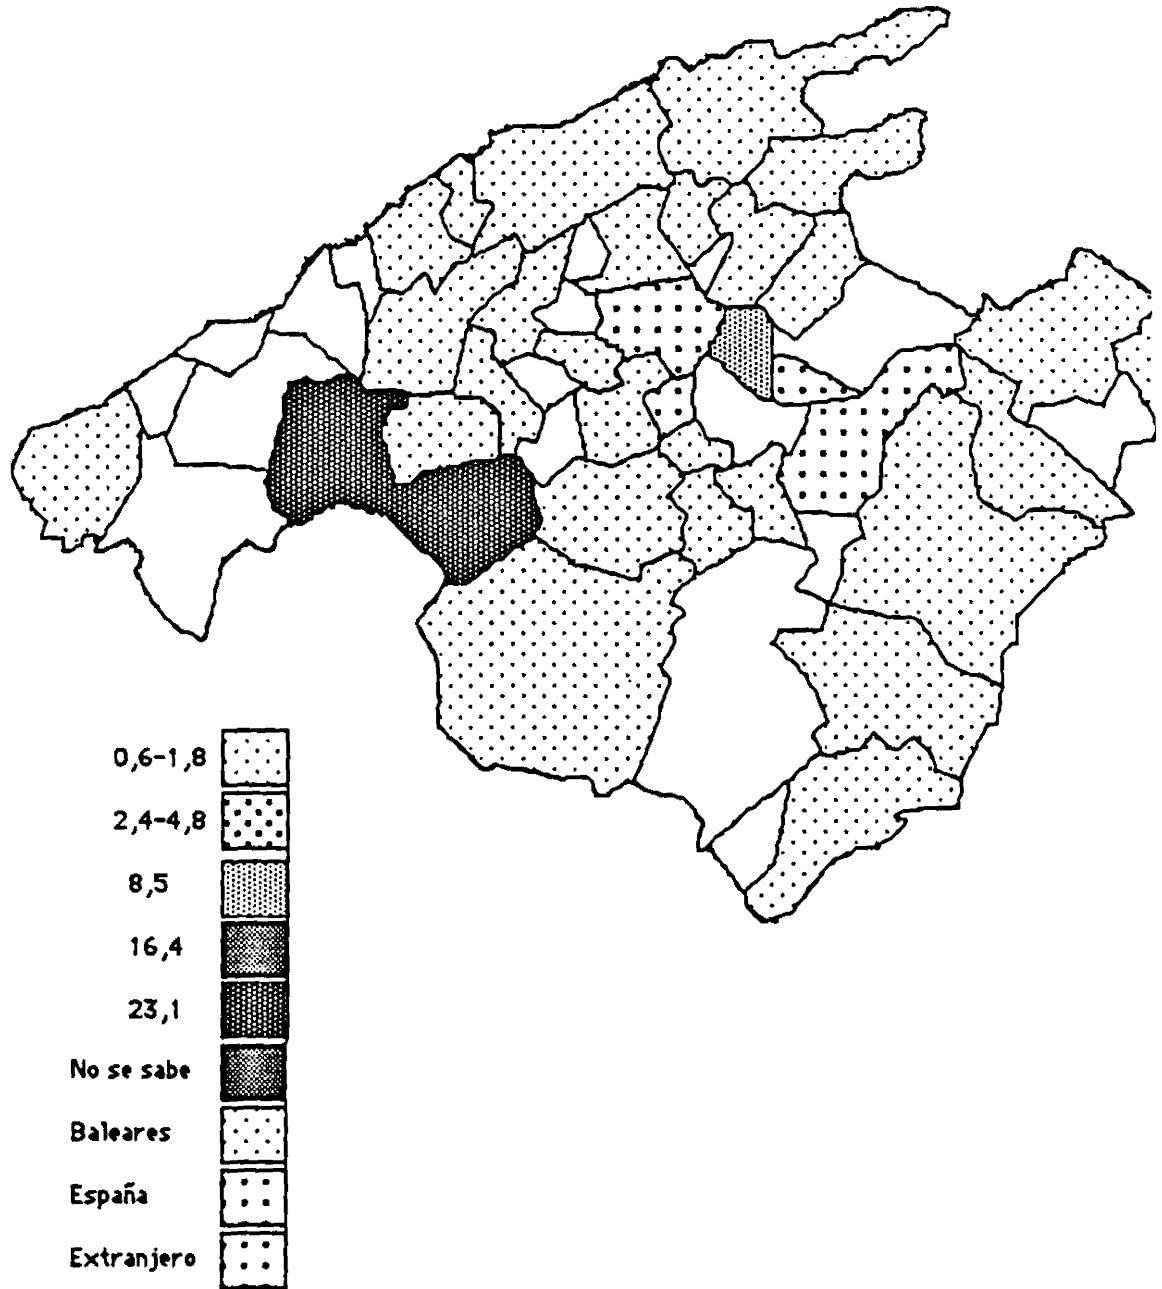 0,6-1,8
2,4-4,8
8,5
16,4
23,1
No se sabe
Baleares
España
Extranjero